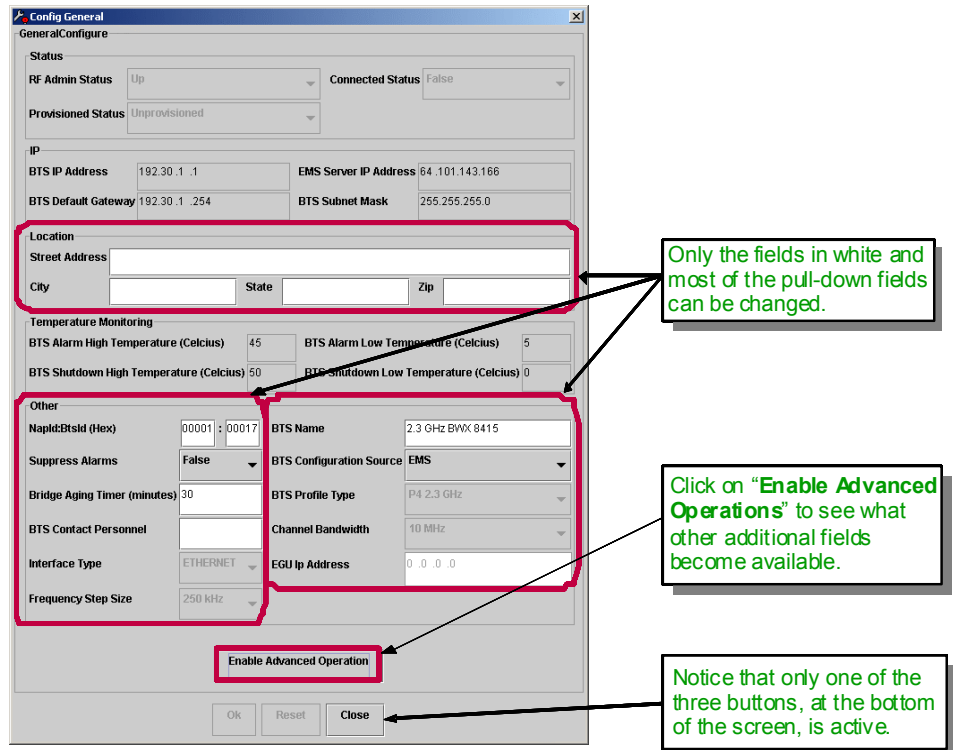 Config General
GeneralConfigure
Status
RF Admin Status Up Connected Status False
Provisioned Status Unprovisioned
IP
BTS IP Address 192.30 .1 .1 EMS Server IP Address 64 .101.143.166
BTS Default Gateway 192.30 .1 .254 BTS Subnet Mask 255.255.255.0
Location
Street Address
City State Zip
Temperature Monitoring
BTS Alarm High Temperature (Celcius) 45 BTS Alarm Low Temperature (Celcius) 5
BTS Shutdown High Temperature (Celcius) 50 BTS Shutdown Low Temperature (Celcius) 0
Other
NapId:BtsId (Hex) 00001 : 00017 BTS Name 2.3 GHz BWX 8415
Suppress Alarms False BTS Configuration Source EMS
Bridge Aging Timer (minutes) 30 BTS Profile Type P4 2.3 GHz
BTS Contact Personnel Channel Bandwidth 10 MHz
Interface Type ETHERNET EGU Ip Address 0 .0 .0 .0
Frequency Step Size 250 kHz
Enable Advanced Operation
Ok Reset Close
Only the fields in white and
most of the pull-down fields
can be changed.
Click on “Enable Advanced
Operations” to see what
other additional fields
become available.
Notice that only one of the
three buttons, at the bottom
of the screen, is active.